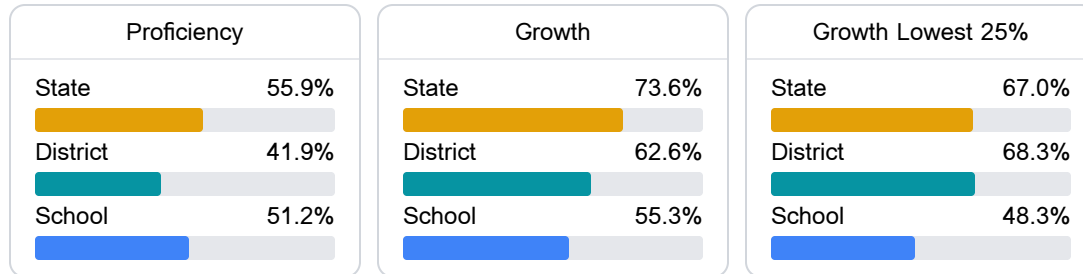 Proficiency
State 55.9%
District 41.9%
School 51.2%
Growth
State 73.6%
District 62.6%
School 55.3%
Growth Lowest 25%
State 67.0%
District 68.3%
School 48.3%